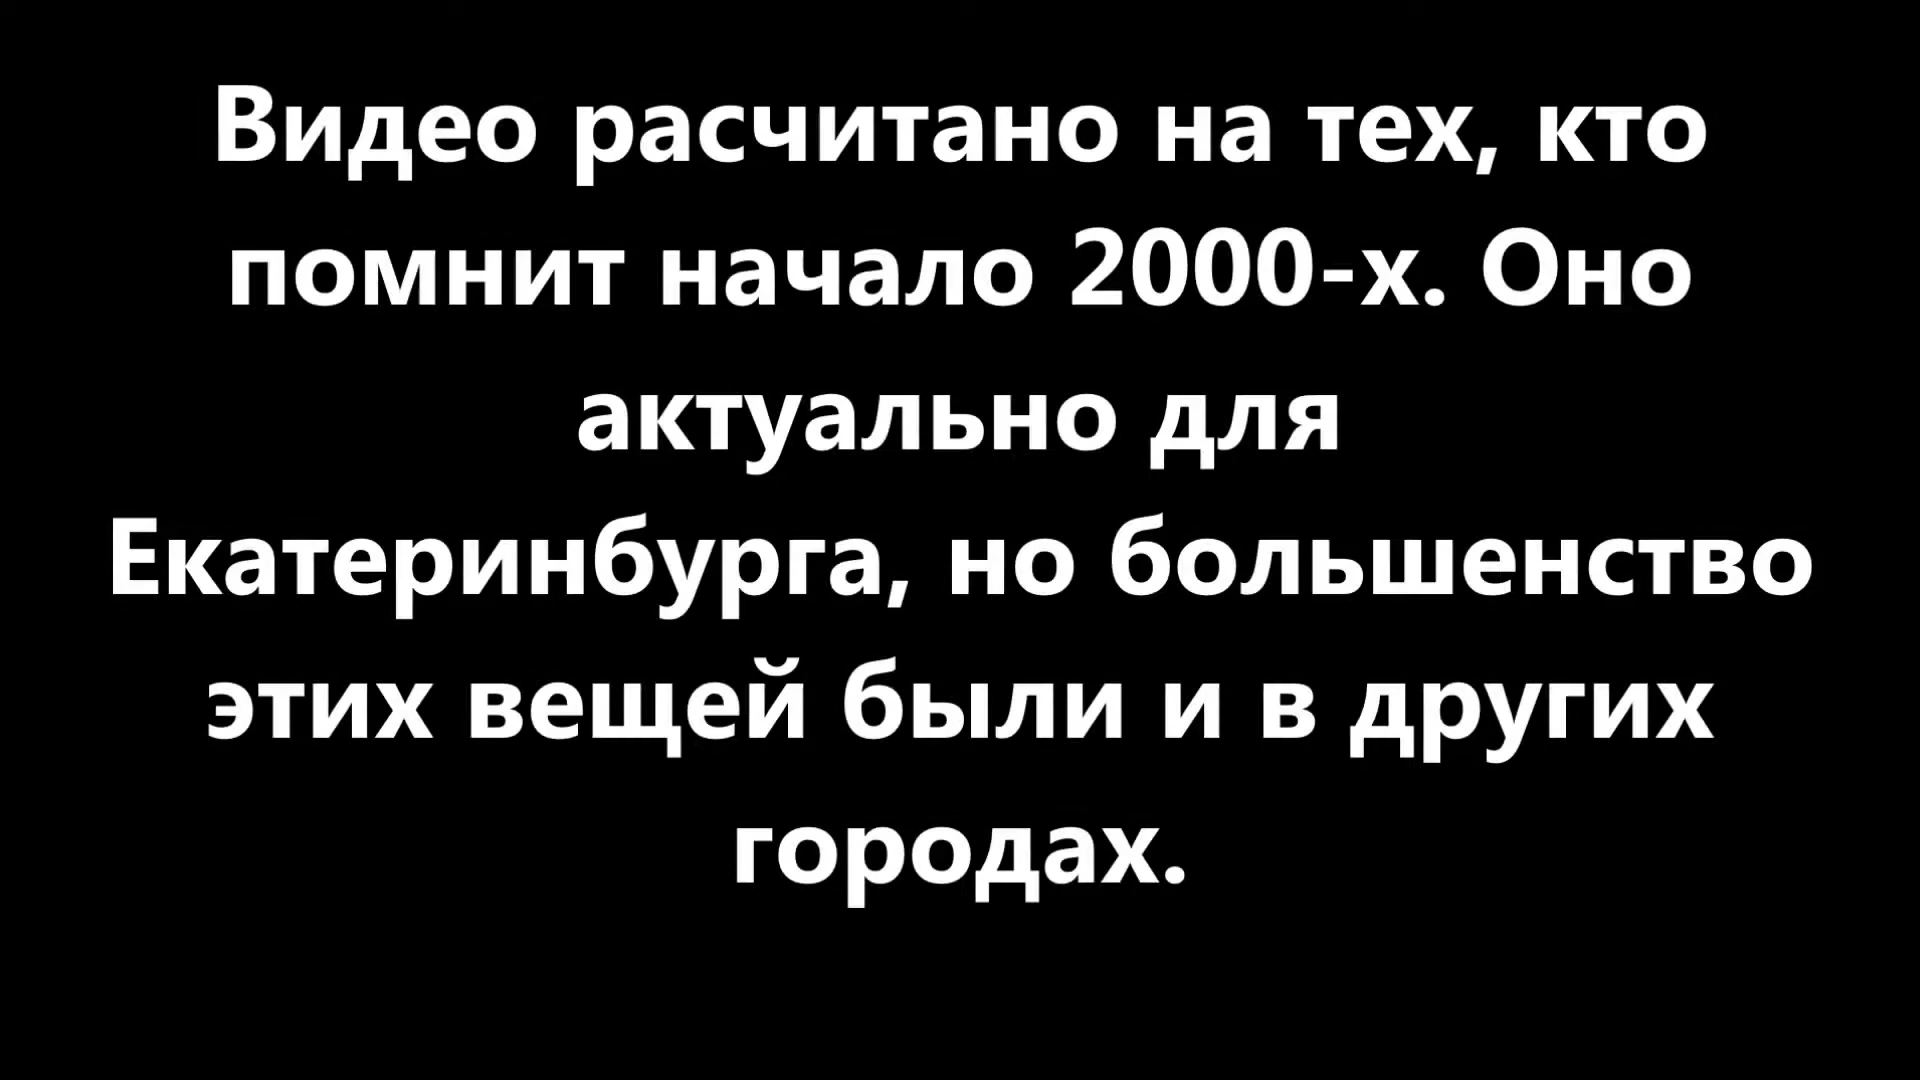 Видео расчитано на тех, кто
помнит начало 2000-х. Оно
актуально для
Екатеринбурга, но большенство
этих вещей были и в других
городах.